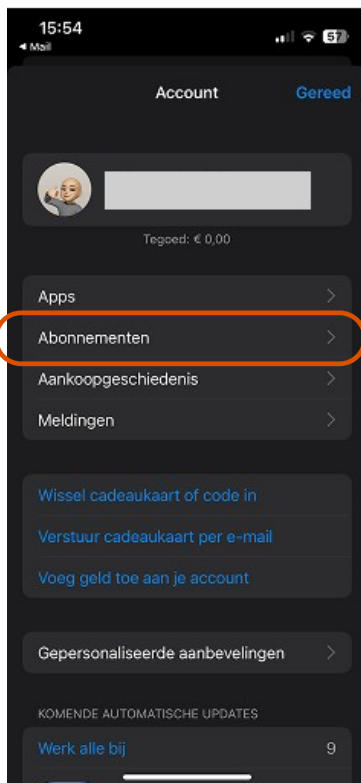 15:54
57
Mail
Account
Gereed
Tegoed: € 0,00
Apps
Abonnementen
Aankoopgeschiedenis
Meldingen
Wissel cadeaukaart of code in
Verstuur cadeaukaart per e-mail
Voeg geld toe aan je account
Gepersonaliseerde aanbevelingen
KOMENDE AUTOMATISCHE UPDATES
Werk alle bij 9